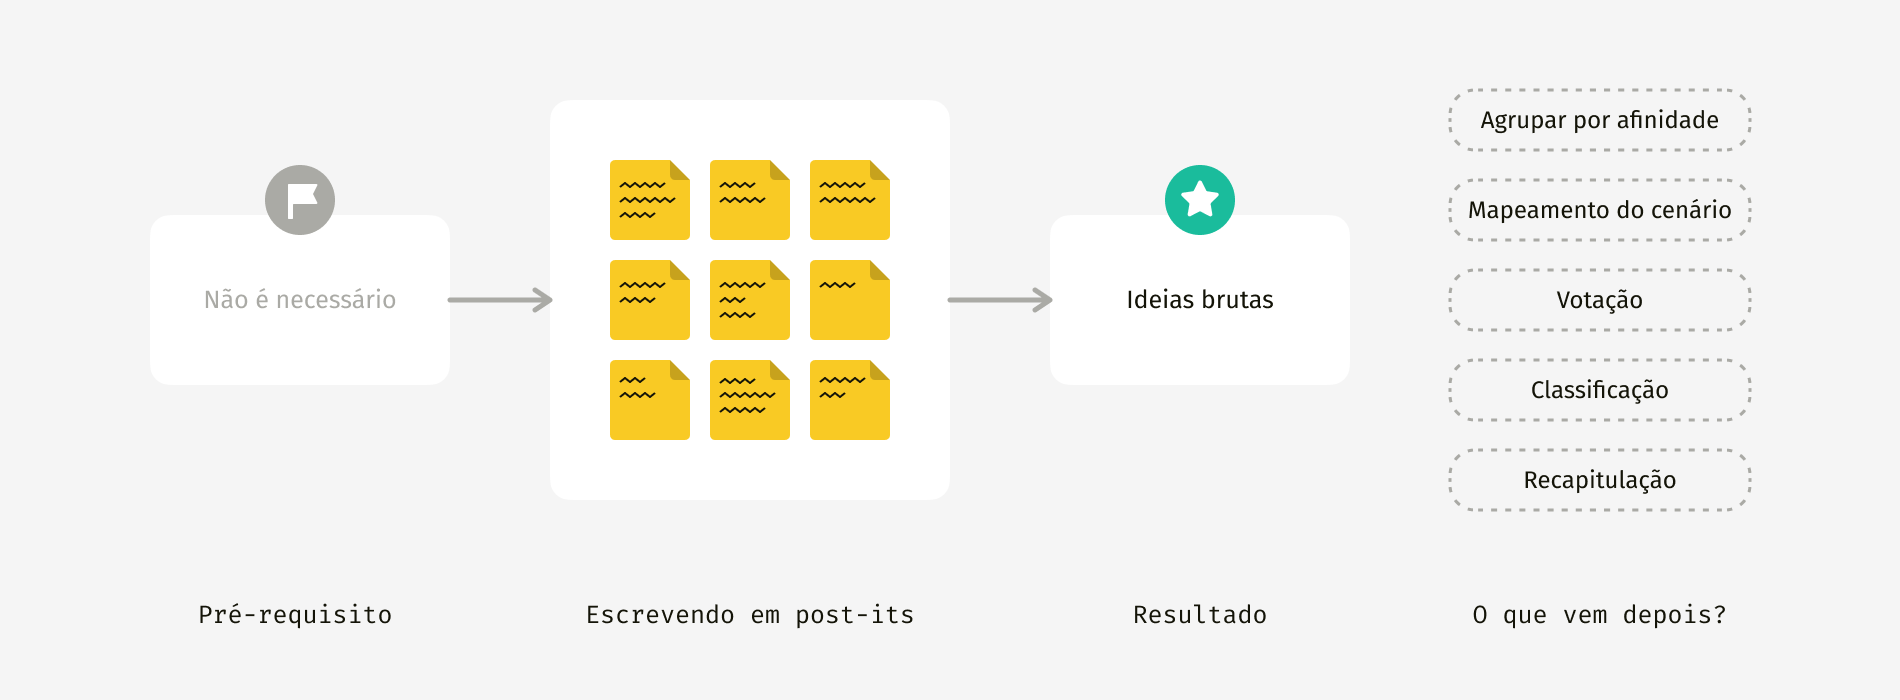 Não é necessário
Ideias brutas
Agrupar por afinidade
Mapeamento do cenário
Votação
Classificação
Recapitulação
Pré-requisito
Escrevendo em post-its
Resultado
O que vem depois?